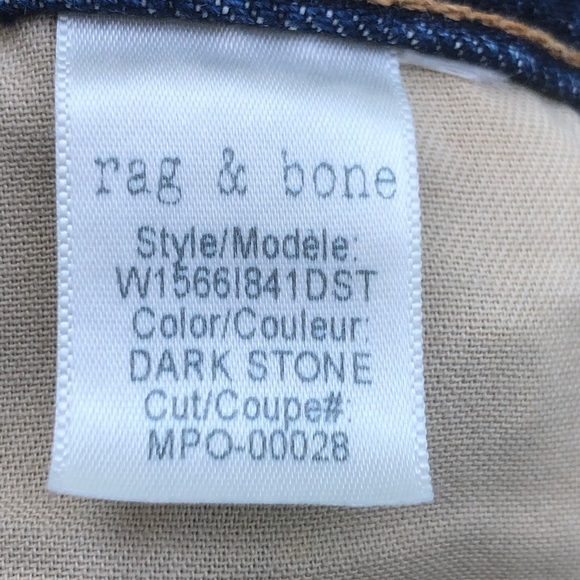 rag & bone
Style/Modèle:
W1566I841DST
Color/Couleur:
DARK STONE
Cut/Coupe#:
MPO-00028